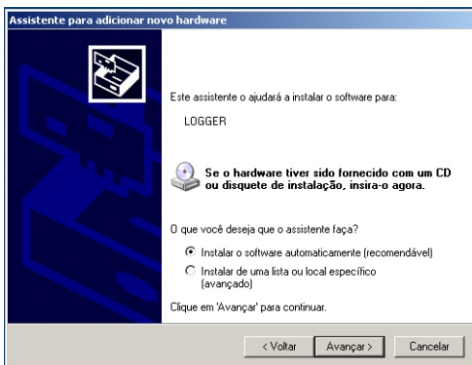 Assistente para adicionar novo hardware
Este assistente o ajudará a instalar o software para:
LOGGER
Se o hardware tiver sido fornecido com um CD
ou disquete de instalação, insira-o agora.
O que você deseja que o assistente faça?
Instalar o software automaticamente (recomendável)
Instalar de uma lista ou local específico
(avançado)
Clique em 'Avançar' para continuar.
< Voltar
Avançar >
Cancelar